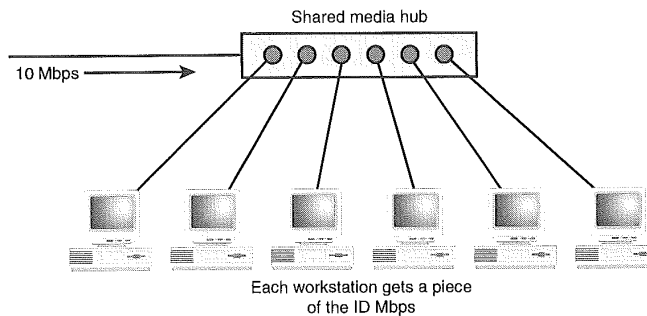 Shared media hub
10 Mbps
Each workstation gets a piece
of the ID Mbps